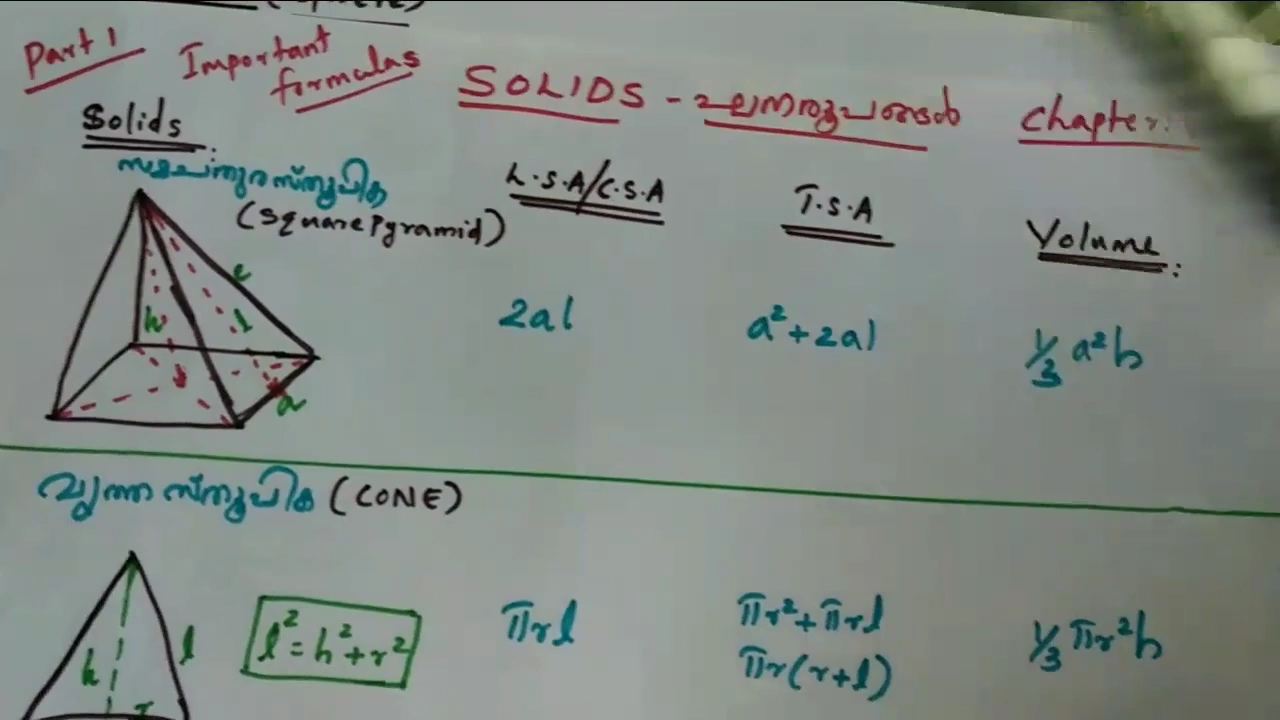 Part 1
Important
formulas
SOLIDS - ഘനരൂപങ്ങൾ
Chapter:
Solids:
സമചതുരസ്തൂപിക
(Square Pyramid)
L.S.A/C.S.A
T.S.A
Volume:
e
h
l
a
2al
a²+2al
1/3 a²h
വൃത്തസ്തൂപിക (CONE)
h
l
r
l² = h²+r²
πrl
πr²+πrl
πr(r+l)
1/3 πr²h